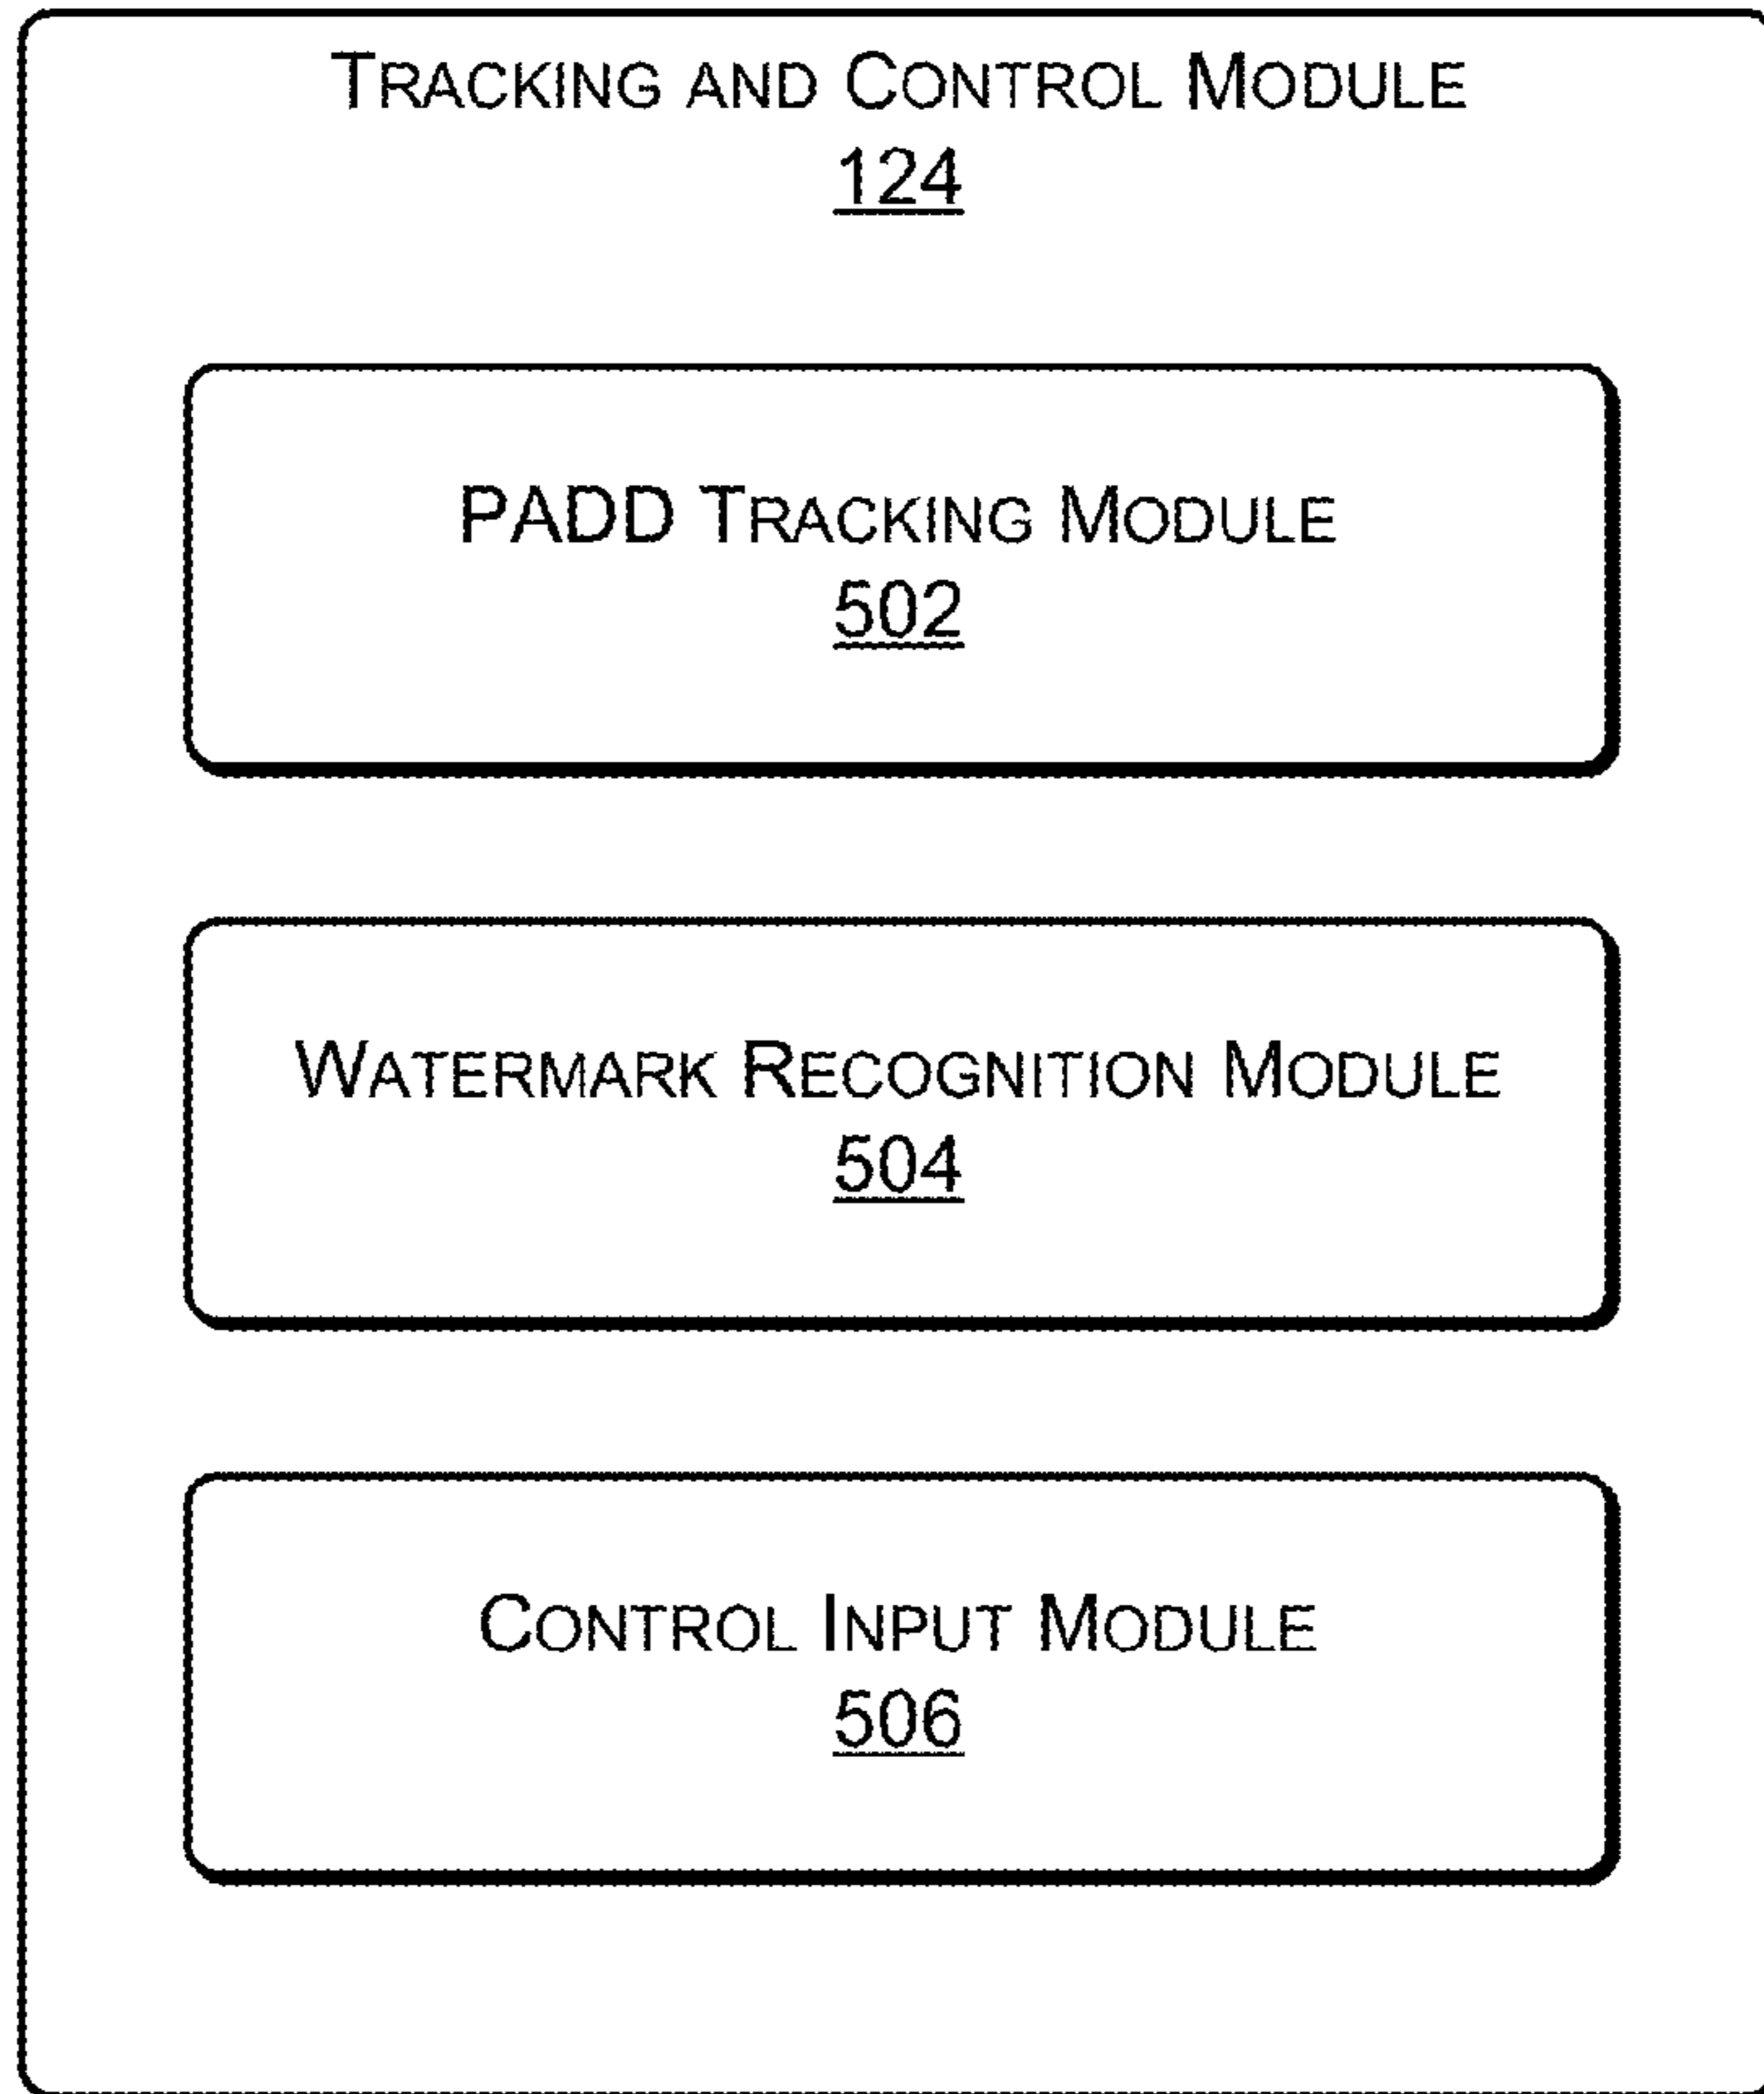 TRACKING AND CONTROL MODULE
124
PADD TRACKING MODULE
502
WATERMARK RECOGNITION MODULE
504
CONTROL INPUT MODULE
506